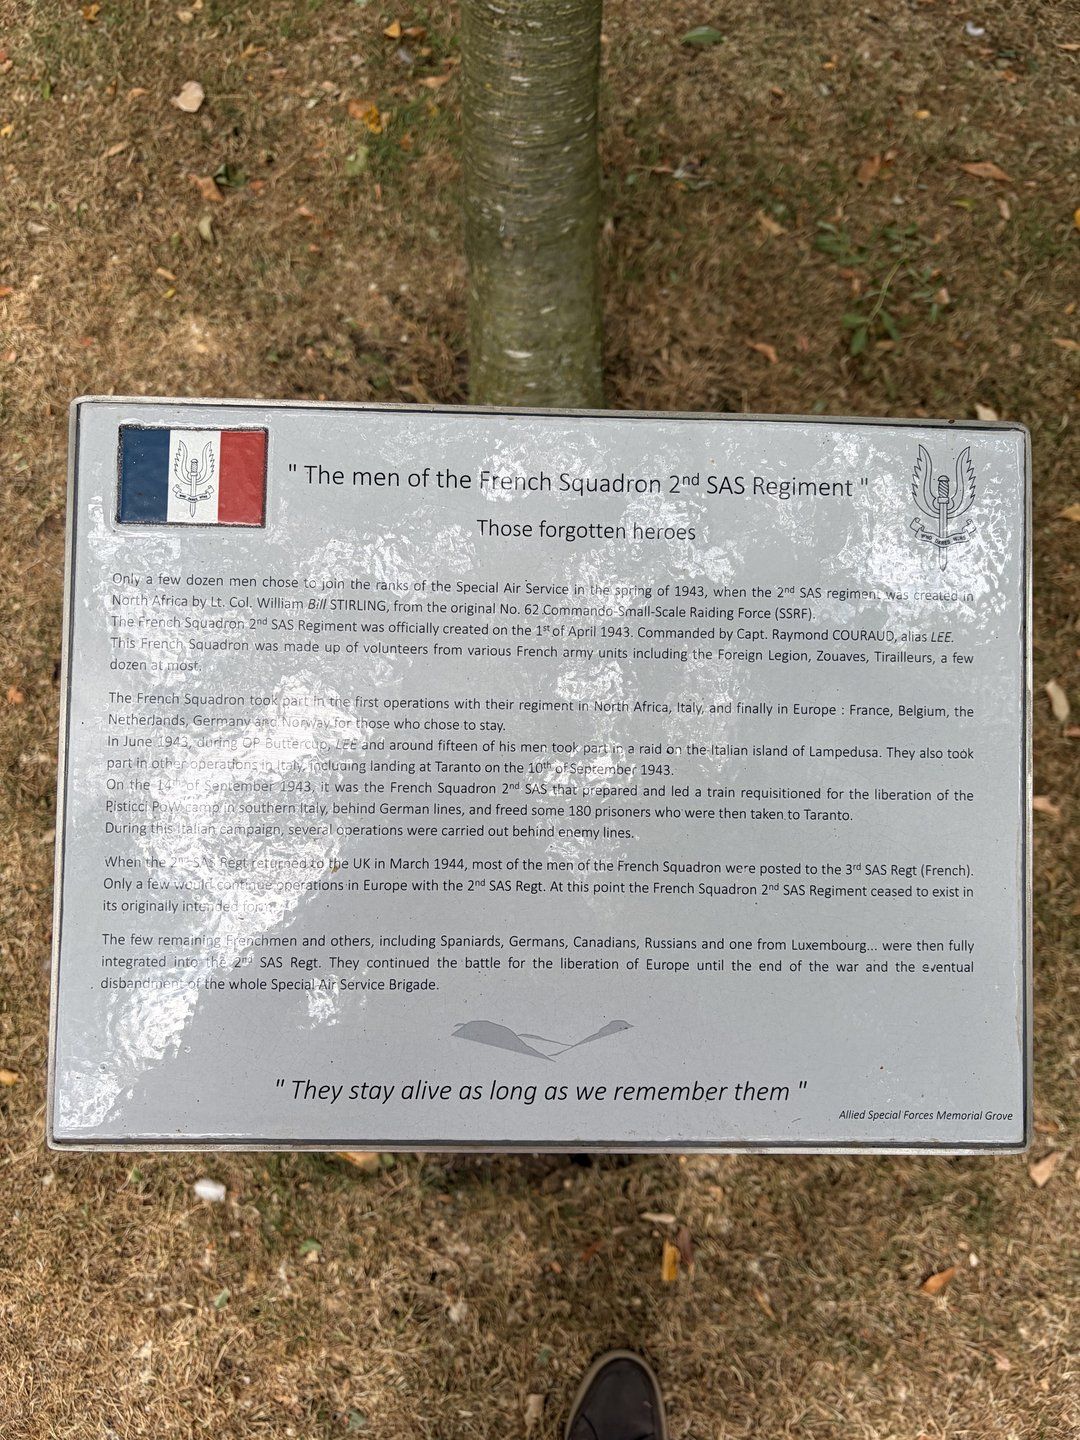 " The men of the French Squadron 2nd SAS Regiment "
Those forgotten heroes
WHO DARES WINS
Only a few dozen men chose to join the ranks of the Special Air Service in the spring of 1943, when the 2nd SAS regiment was created in
North Africa by Lt. Col. William Bill STIRLING, from the original No. 62 Commando-Small-Scale Raiding Force (SSRF).
The French Squadron 2nd SAS Regiment was officially created on the 1st of April 1943. Commanded by Capt. Raymond COURAUD, alias LEE.
This French Squadron was made up of volunteers from various French army units including the Foreign Legion, Zouaves, Tirailleurs, a few
dozen at most.
The French Squadron took part in the first operations with their regiment in North Africa, Italy, and finally in Europe : France, Belgium, the
Netherlands, Germany and Norway for those who chose to stay.
In June 1943, during OP Buttercup, LEE and around fifteen of his men took part in a raid on the Italian island of Lampedusa. They also took
part in other operations in Italy, including landing at Taranto on the 10th of September 1943.
On the 14th of September 1943, it was the French Squadron 2nd SAS that prepared and led a train requisitioned for the liberation of the
Pisticci PoW camp in southern Italy, behind German lines, and freed some 180 prisoners who were then taken to Taranto.
During this Italian campaign, several operations were carried out behind enemy lines.
When the 2nd SAS Regt returned to the UK in March 1944, most of the men of the French Squadron were posted to the 3rd SAS Regt (French).
Only a few would continue operations in Europe with the 2nd SAS Regt. At this point the French Squadron 2nd SAS Regiment ceased to exist in
its originally intended
The few remaining Frenchmen and others, including Spaniards, Germans, Canadians, Russians and one from Luxembourg... were then fully
integrated into the 2nd SAS Regt. They continued the battle for the liberation of Europe until the end of the war and the eventual
disbandment of the whole Special Air Service Brigade.
" They stay alive as long as we remember them "
Allied Special Forces Memorial Grove